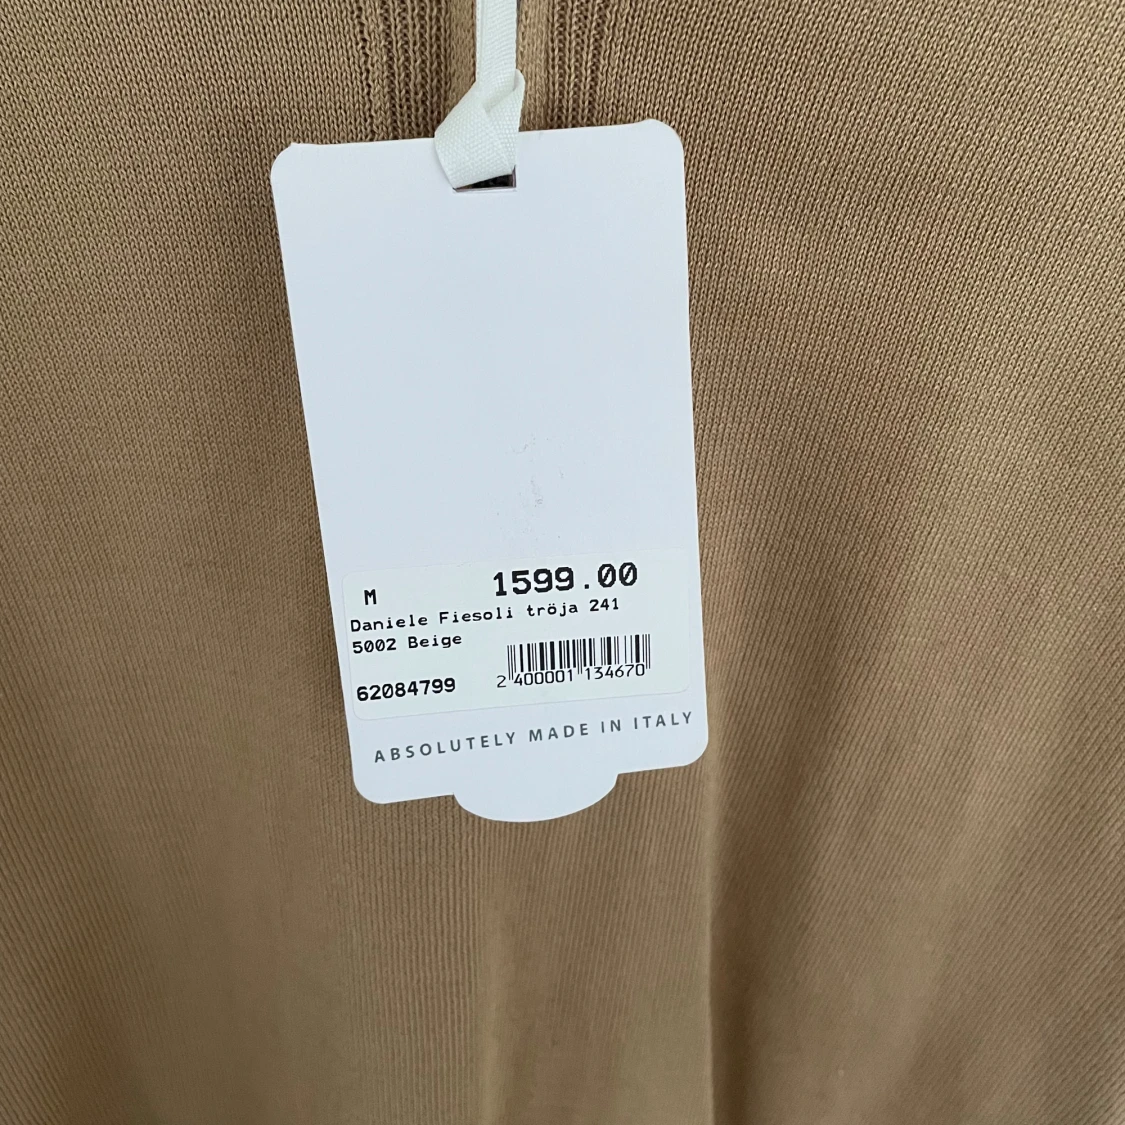 M 1599.00
Daniele Fiesoli tröja 241
5002 Beige
62084799 2 400001 134670
ABSOLUTELY MADE IN ITALY